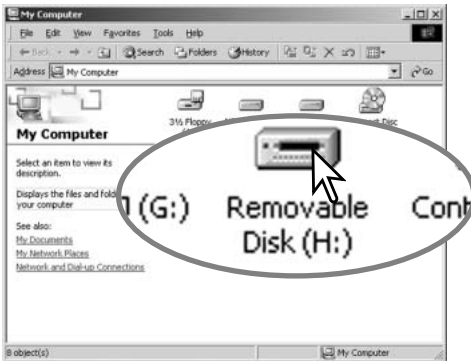 My Computer
File Edit View Favorites Tools Help
Back Search Folders History
Address My Computer Go
3½ Floppy Disc
My Computer
Select an item to view its
description.
Displays the files and fold
your computer
See also:
My Documents
My Network Places
Network and Dial-up Connections
(G:) Removable Cont
Disk (H:)
8 object(s) My Computer